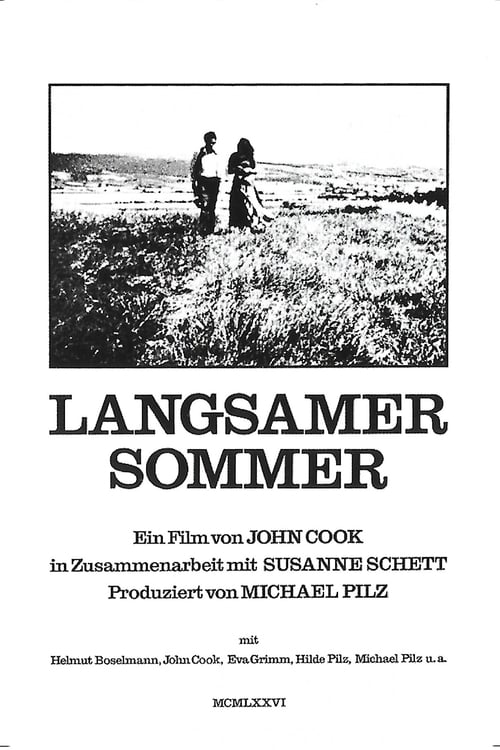 LANGSAMER
SOMMER
Ein Film von JOHN COOK
in Zusammenarbeit mit SUSANNE SCHETT
Produziert von MICHAEL PILZ
mit
Helmut Boselmann, John Cook, Eva Grimm, Hilde Pilz, Michael Pilz u. a.
MCMLXXVI